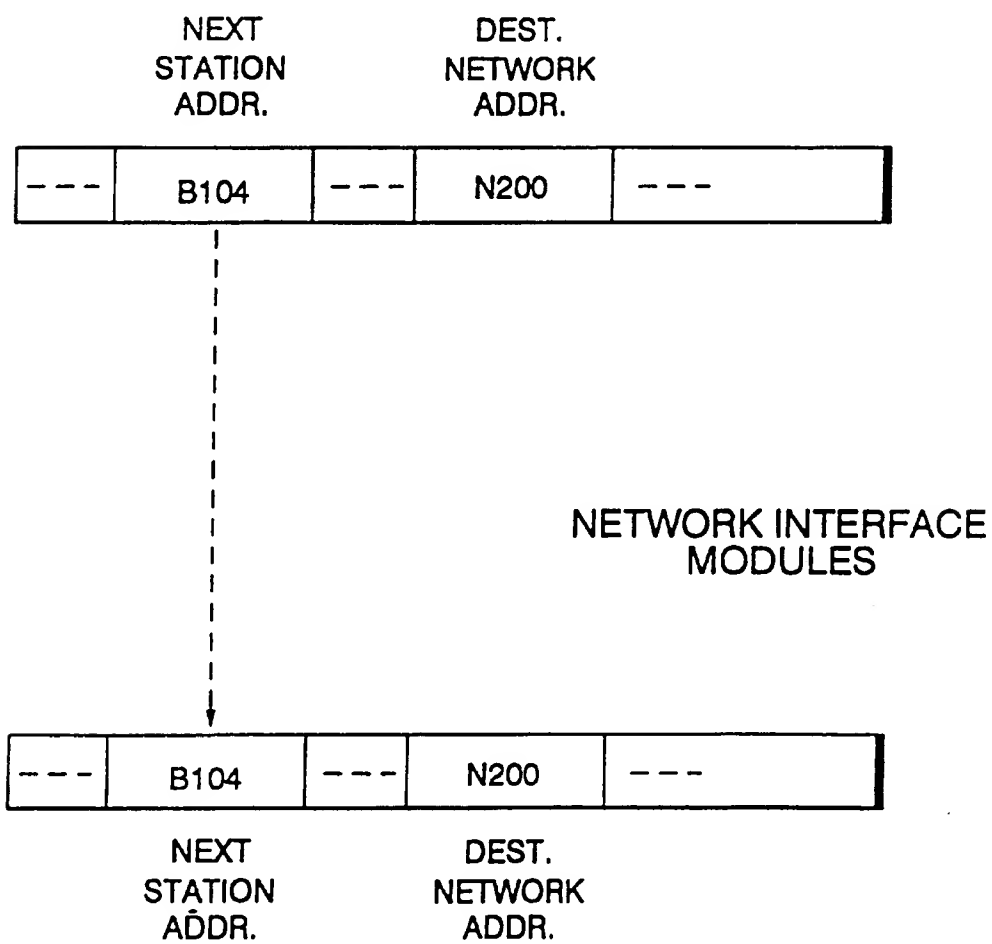 NEXT STATION ADDR.
DEST. NETWORK ADDR.
--- B104 --- N200 ---
NETWORK INTERFACE
MODULES
--- B104 --- N200 ---
NEXT STATION ADDR.
DEST. NETWORK ADDR.